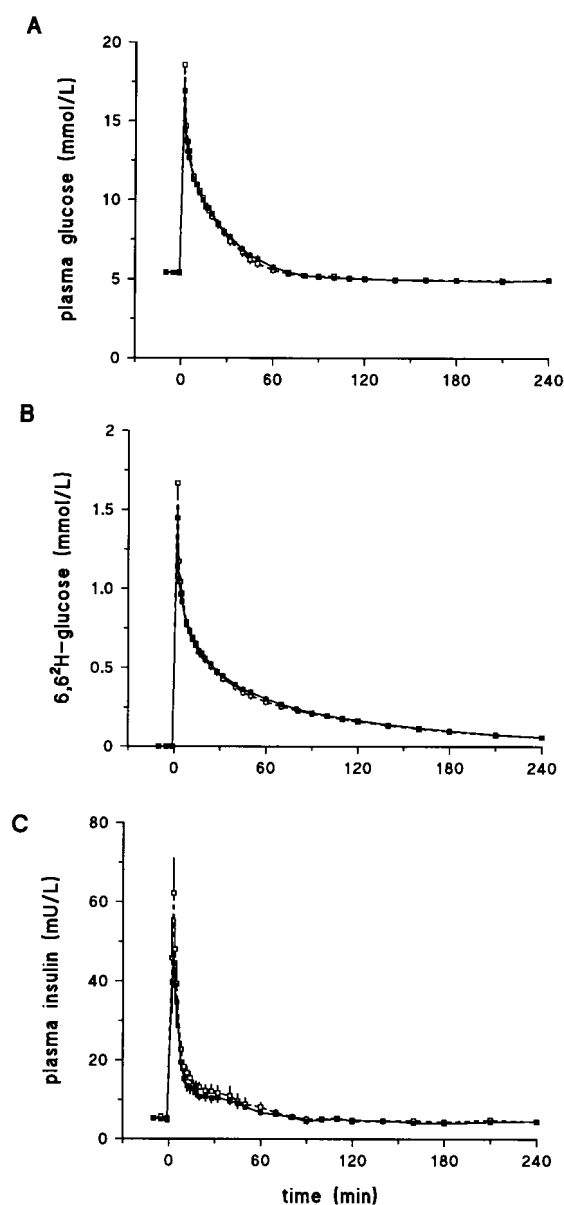 A
plasma glucose (mmol/L)
20
15
10
5
0
0 60 120 180 240
B
6,6²H-glucose (mmol/L)
2
1.5
1.0
0.5
0
0 60 120 180 240
C
plasma insulin (mU/L)
80
60
40
20
0
0 60 120 180 240
time (min)